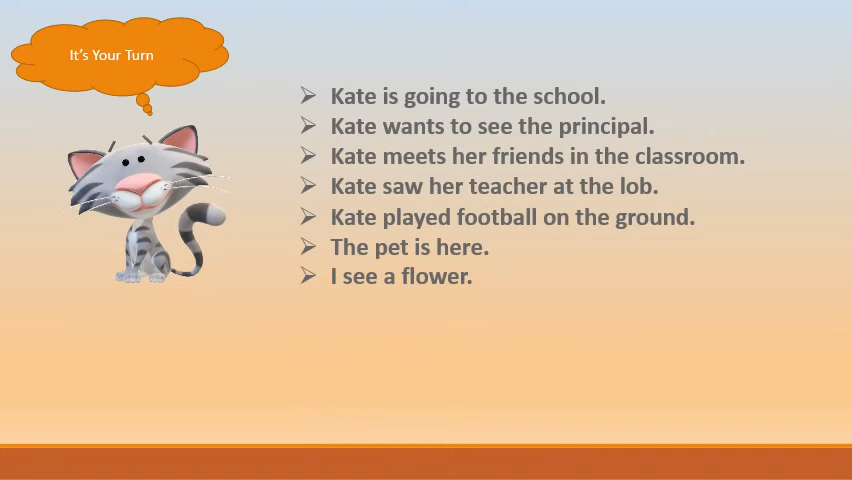 It's Your Turn
Kate is going to the school.
Kate wants to see the principal.
Kate meets her friends in the classroom.
Kate saw her teacher at the lob.
Kate played football on the ground.
The pet is here.
I see a flower.